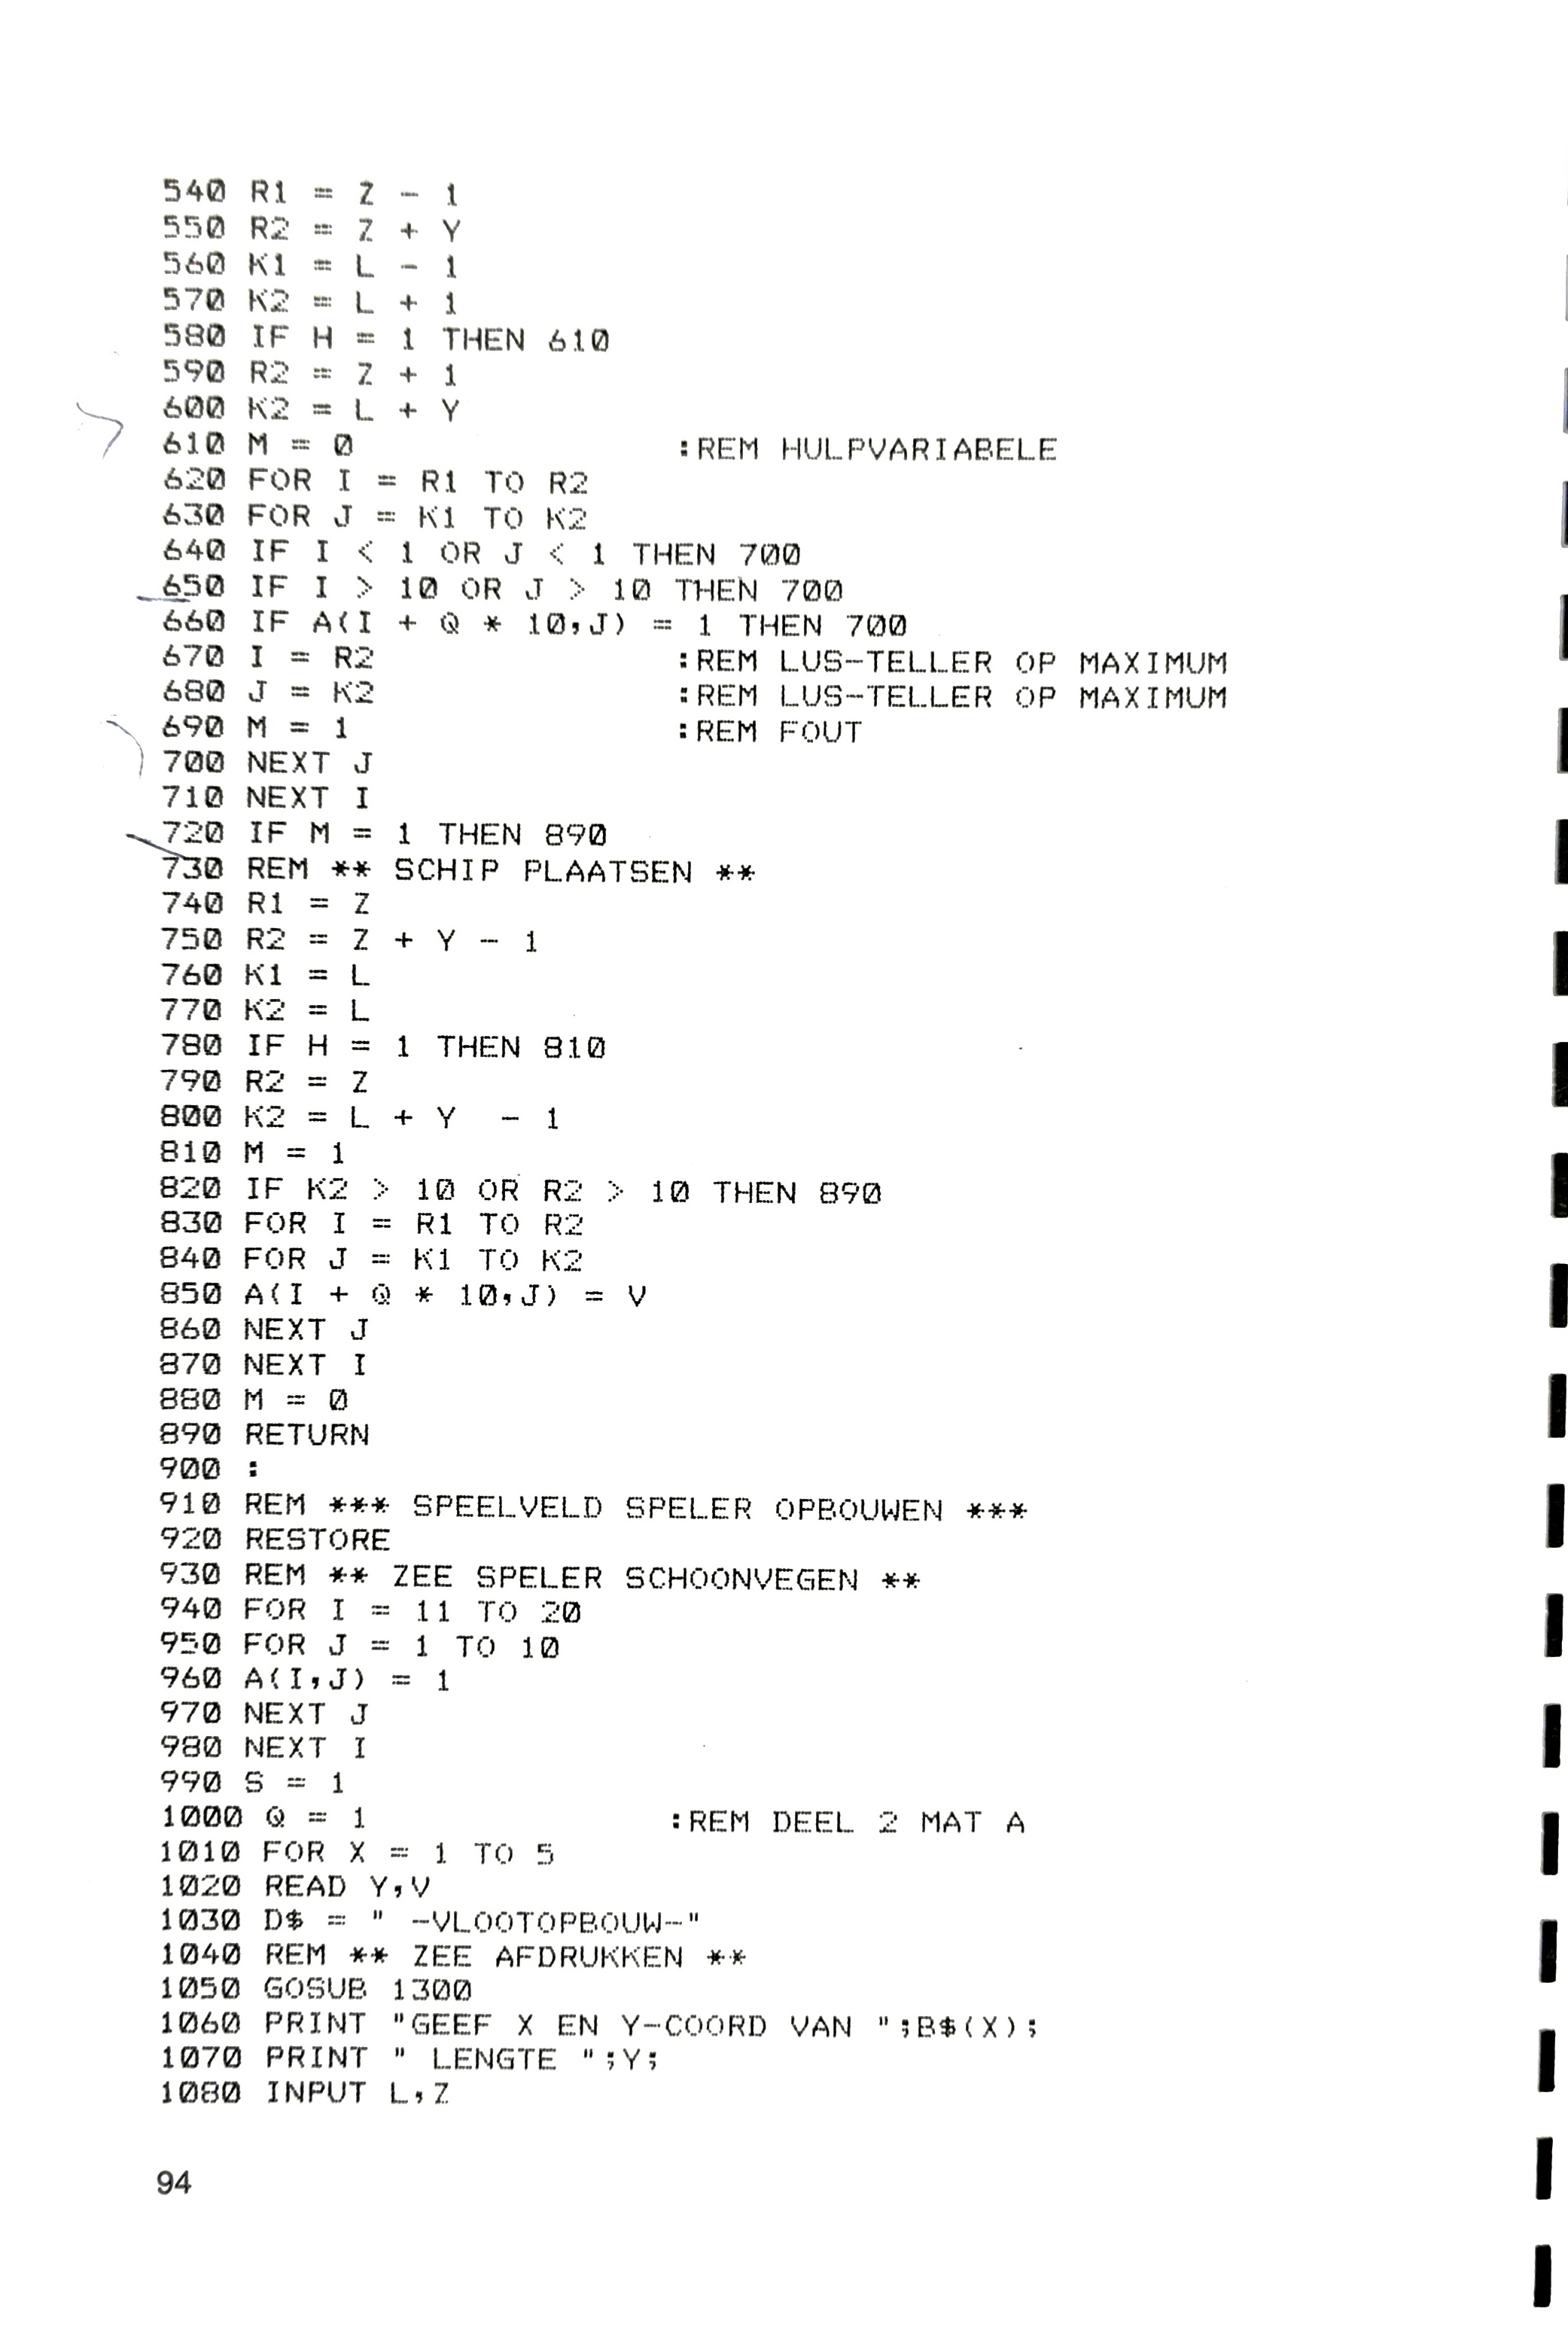 540 R1 = Z - 1
550 R2 = Z + Y
560 K1 = L - 1
570 K2 = L + 1
580 IF H = 1 THEN 610
590 R2 = Z + 1
600 K2 = L + Y
610 M = 0 :REM HULPVARIABELE
620 FOR I = R1 TO R2
630 FOR J = K1 TO K2
640 IF I < 1 OR J < 1 THEN 700
650 IF I > 10 OR J > 10 THEN 700
660 IF A(I + Q * 10,J) = 1 THEN 700
670 I = R2 :REM LUS-TELLER OP MAXIMUM
680 J = K2 :REM LUS-TELLER OP MAXIMUM
690 M = 1 :REM FOUT
700 NEXT J
710 NEXT I
720 IF M = 1 THEN 890
730 REM ** SCHIP PLAATSEN **
740 R1 = Z
750 R2 = Z + Y - 1
760 K1 = L
770 K2 = L
780 IF H = 1 THEN 810
790 R2 = Z
800 K2 = L + Y - 1
810 M = 1
820 IF K2 > 10 OR R2 > 10 THEN 890
830 FOR I = R1 TO R2
840 FOR J = K1 TO K2
850 A(I + Q * 10,J) = V
860 NEXT J
870 NEXT I
880 M = 0
890 RETURN
900 :
910 REM *** SPEELVELD SPELER OPBOUWEN ***
920 RESTORE
930 REM ** ZEE SPELER SCHOONVEGEN **
940 FOR I = 11 TO 20
950 FOR J = 1 TO 10
960 A(I,J) = 1
970 NEXT J
980 NEXT I
990 S = 1
1000 Q = 1 :REM DEEL 2 MAT A
1010 FOR X = 1 TO 5
1020 READ Y,V
1030 D$ = " -VLOOTOPBOUW-"
1040 REM ** ZEE AFDRUKKEN **
1050 GOSUB 1300
1060 PRINT "GEEF X EN Y-COORD VAN ";B$(X);
1070 PRINT " LENGTE ";Y;
1080 INPUT L,Z
94